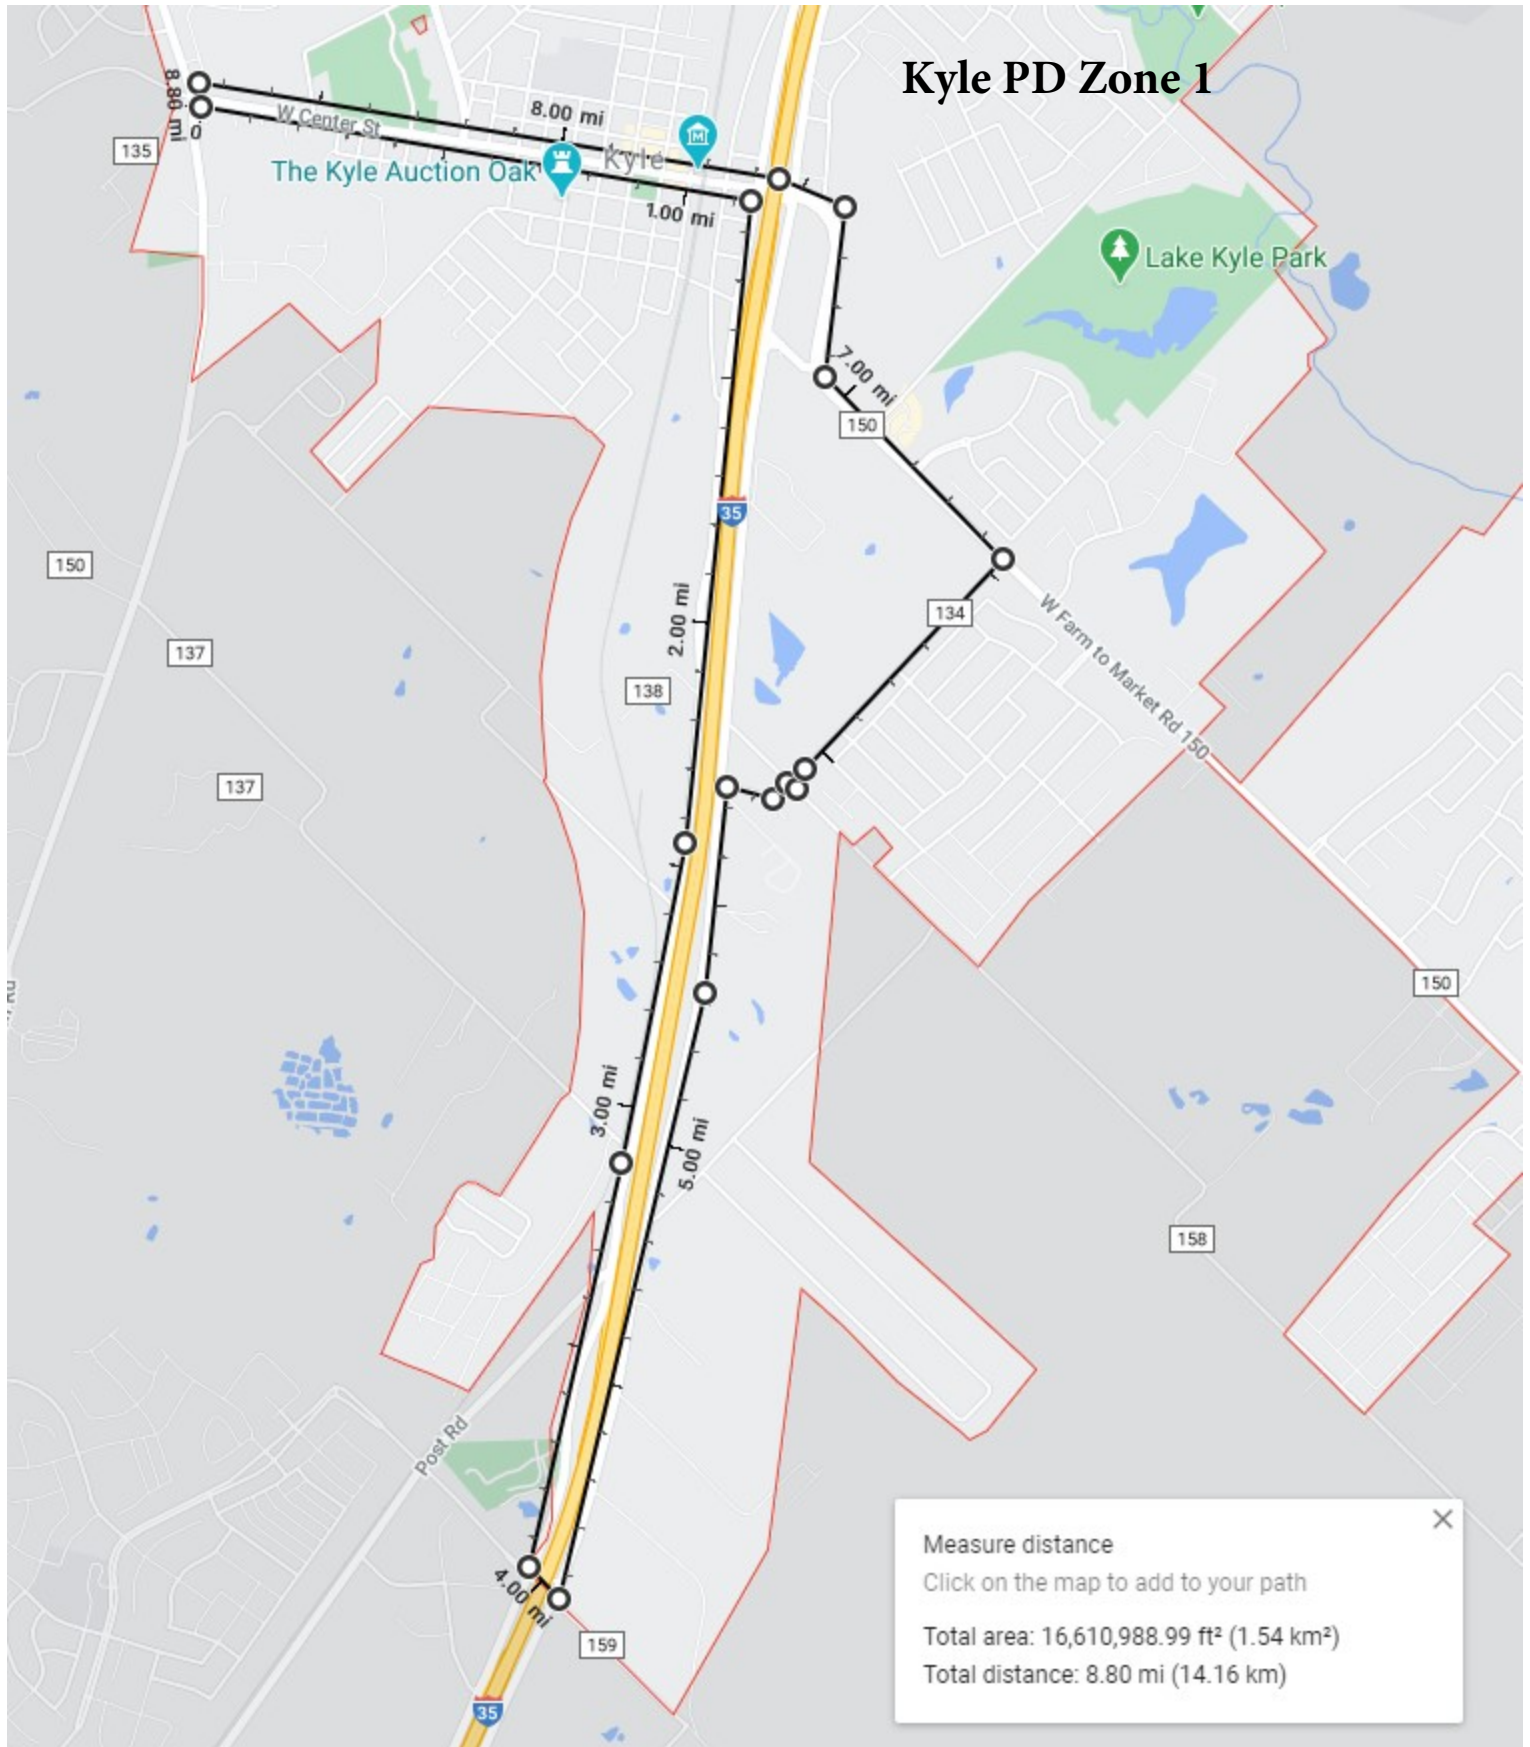 Kyle PD Zone 1
8.80 mi
0
W Center St
8.00 mi
Kyle
135
The Kyle Auction Oak
1.00 mi
Lake Kyle Park
7.00 mi
150
35
150
2.00 mi
134
W Farm to Market Rd 150
137
138
137
150
3.00 mi
5.00 mi
158
Post Rd
4.00 mi
159
35
Measure distance
Click on the map to add to your path
Total area: 16,610,988.99 ft² (1.54 km²)
Total distance: 8.80 mi (14.16 km)